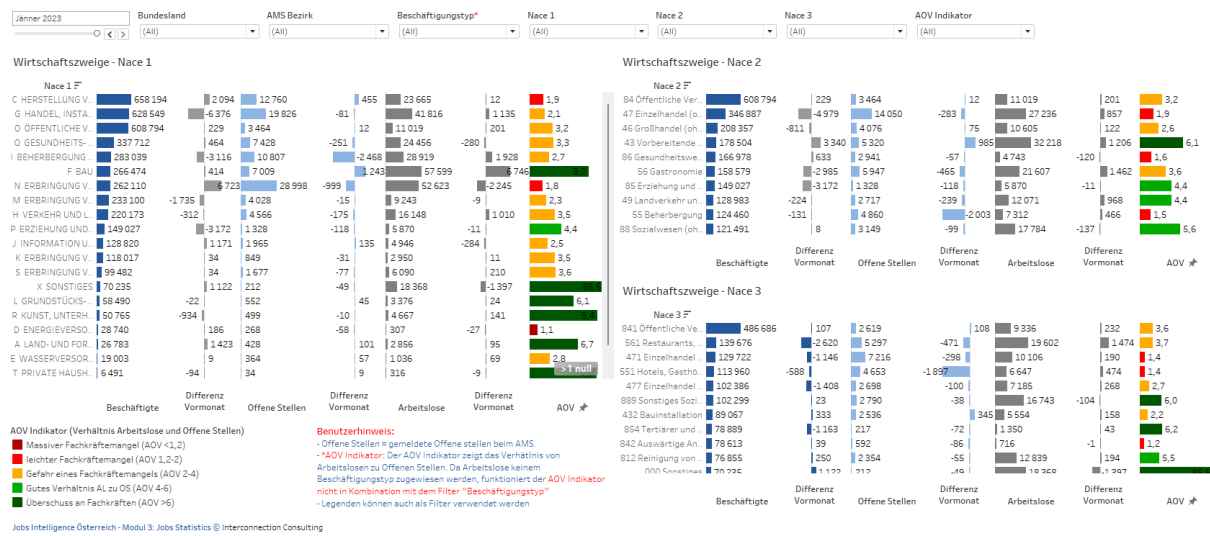 Jänner 2023
Bundesland
(All)
AMS Bezirk
(All)
Beschäftigungstyp*
(All)
Nace 1
(All)
Nace 2
(All)
Nace 3
(All)
AOV Indikator
(All)
Wirtschaftszweige - Nace 1
Nace 1
C HERSTELLUNG V.. 658 194 2 094 12 760 455 23 665 12 1,9
G HANDEL, INSTA.. 628 549 -6 376 19 826 -81 41 816 1 135 2,1
O ÖFFENTLICHE V.. 608 794 229 3 464 12 11 019 201 3,2
Q GESUNDHEITS- .. 337 712 464 7 428 -251 24 456 -280 3,3
I BEHERBERGUNG .. 283 039 -3 116 10 807 -2 468 28 919 1 928 2,7
F BAU 266 474 414 7 009 1 243 57 599 6 746 8,2
N ERBRINGUNG V.. 262 110 6 723 28 998 -999 52 623 -2 245 1,8
M ERBRINGUNG V.. 233 100 -1 735 4 028 -15 9 243 -9 2,3
H VERKEHR UND L.. 220 173 -312 4 566 -175 16 148 1 010 3,5
P ERZIEHUNG UND.. 149 027 -3 172 1 328 -118 5 870 -11 4,4
J INFORMATION U.. 128 820 1 171 1 965 135 4 946 -284 2,5
K ERBRINGUNG V.. 118 017 34 849 -31 2 950 11 3,5
S ERBRINGUNG V.. 99 482 34 1 677 -77 6 090 210 3,6
X SONSTIGES 70 235 1 122 212 -49 18 368 -1 397 86,6
L GRUNDSTÜCKS-.. 58 490 -22 552 45 3 376 24 6,1
R KUNST, UNTERH.. 50 765 -934 499 -10 4 667 141 9,4
D ENERGIEVERSO.. 28 740 186 268 -58 307 -27 1,1
A LAND- UND FOR.. 26 783 1 423 428 101 2 856 95 6,7
E WASSERVERSOR.. 19 003 9 364 57 1 036 69 2,8
T PRIVATE HAUSH.. 6 491 -94 34 9 316 -9
>1 null
Beschäftigte Differenz Vormonat Offene Stellen Differenz Vormonat Arbeitslose Differenz Vormonat AOV
Wirtschaftszweige - Nace 2
Nace 2
84 Öffentliche Ver.. 608 794 229 3 464 12 11 019 201 3,2
47 Einzelhandel (o.. 346 887 -4 979 14 050 -283 27 236 857 1,9
46 Großhandel (oh.. 208 357 -811 4 076 75 10 605 122 2,6
43 Vorbereitende .. 178 504 3 340 5 320 985 32 218 1 206 6,1
86 Gesundheitswe.. 166 978 633 2 941 -57 4 743 -120 1,6
56 Gastronomie 158 579 -2 985 5 947 -465 21 607 1 462 3,6
85 Erziehung und .. 149 027 -3 172 1 328 -118 5 870 -11 4,4
49 Landverkehr un.. 128 983 -224 2 717 -239 12 071 968 4,4
55 Beherbergung 124 460 -131 4 860 -2 003 7 312 466 1,5
88 Sozialwesen (oh.. 121 491 8 3 149 -99 17 784 -137 5,6
Beschäftigte Differenz Vormonat Offene Stellen Differenz Vormonat Arbeitslose Differenz Vormonat AOV
Wirtschaftszweige - Nace 3
Nace 3
841 Öffentliche Ve.. 486 686 107 2 619 108 9 336 232 3,6
561 Restaurants, .. 139 676 -2 620 5 297 -471 19 602 1 474 3,7
471 Einzelhandel .. 129 722 -1 146 7 216 -298 10 106 190 1,4
551 Hotels, Gasthö.. 113 960 -588 4 653 -1 897 6 647 474 1,4
477 Einzelhandel .. 102 386 -1 408 2 698 -100 7 185 268 2,7
889 Sonstiges Sozi.. 102 299 23 2 790 -38 16 743 -104 6,0
432 Bauinstallation 89 067 333 2 536 345 5 554 158 2,2
854 Tertiärer und .. 78 889 -1 163 217 -72 1 350 43 6,2
842 Auswärtige An.. 78 613 39 592 -86 716 -1 1,2
812 Reinigung von .. 76 855 250 2 354 -55 12 839 194 5,5
000 Sonstiges 70 235 1 122 212 -49 18 368 -1 397
Beschäftigte Differenz Vormonat Offene Stellen Differenz Vormonat Arbeitslose Differenz Vormonat AOV
AOV Indikator (Verhältnis Arbeitslose und Offene Stellen)
Massiver Fachkräftemangel (AOV <1,2)
leichter Fachkräftemangel (AOV 1,2-2)
Gefahr eines Fachkräftemangels (AOV 2-4)
Gutes Verhältnis AL zu OS (AOV 4-6)
Überschuss an Fachkräften (AOV >6)
Benutzerhinweis:
- Offene Stellen = gemeldete Offene stellen beim AMS.
- *AOV Indikator: Der AOV Indikator zeigt das Verhältnis von
Arbeitslosen zu Offenen Stellen. Da Arbeitslose keinem
Beschäftigungstyp zugewiesen werden, funktioniert der AOV Indikator
nicht in Kombination mit dem Filter "Beschäftigungstyp"
- Legenden können auch als Filter verwendet werden
Jobs Intelligence Österreich - Modul 3: Jobs Statistics © Interconnection Consulting